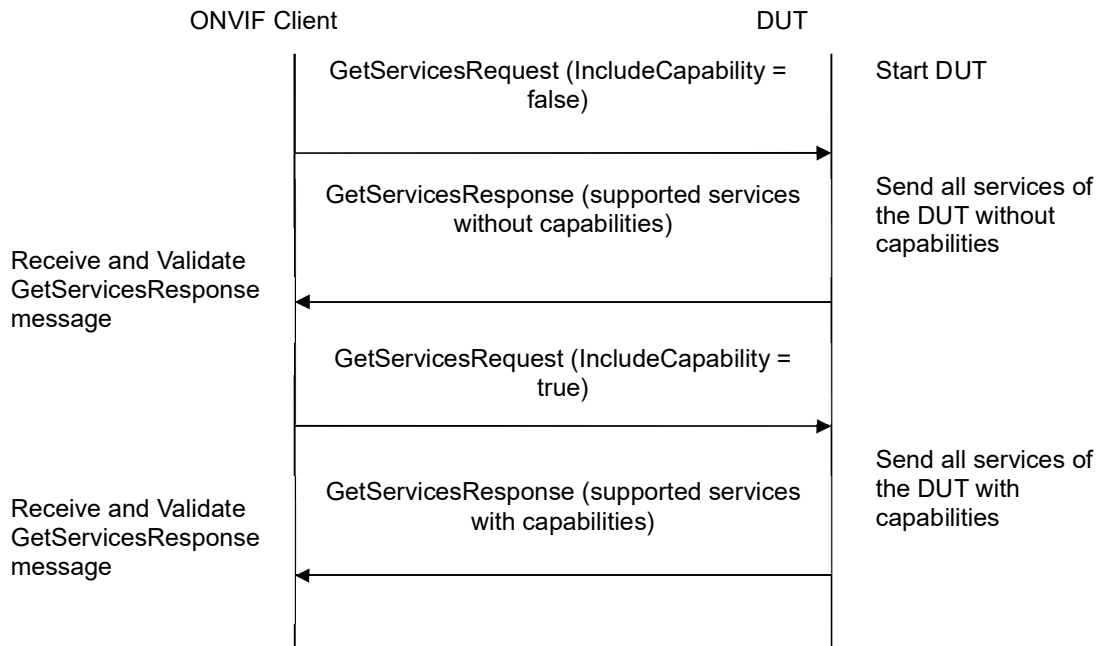 ONVIF Client
DUT
GetServicesRequest (IncludeCapability =
false)
Start DUT
GetServicesResponse (supported services
without capabilities)
Send all services of
the DUT without
capabilities
Receive and Validate
GetServicesResponse
message
GetServicesRequest (IncludeCapability =
true)
GetServicesResponse (supported services
with capabilities)
Send all services of
the DUT with
capabilities
Receive and Validate
GetServicesResponse
message